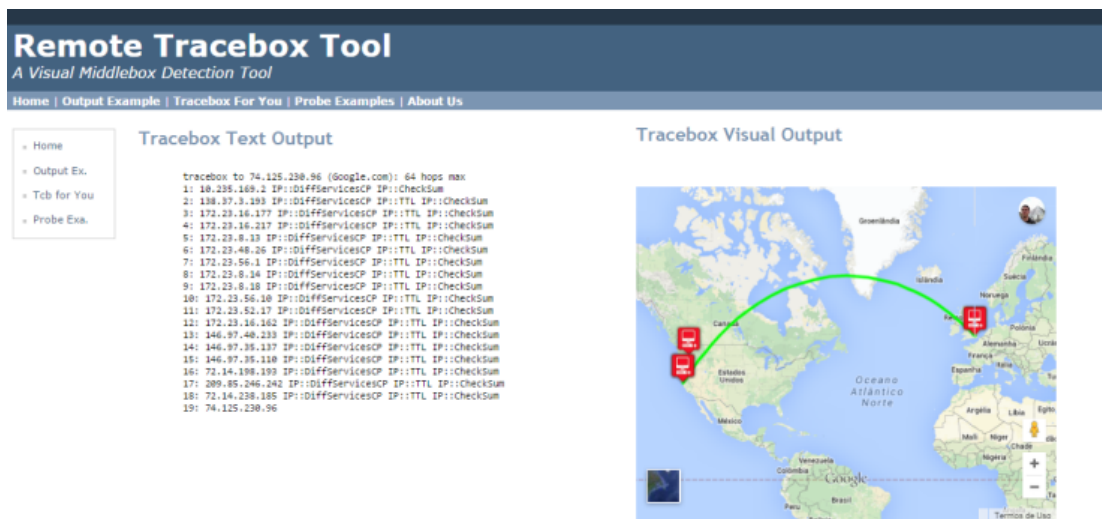 Remote Tracebox Tool
A Visual Middlebox Detection Tool
Home | Output Example | Tracebox For You | Probe Examples | About Us
Home
Output Ex.
Tcb for You
Probe Exa.
Tracebox Text Output
tracebox to 74.125.230.96 (Google.com): 64 hops max
1: 10.235.169.2 IP::DiffServicesCP IP::CheckSum
2: 138.37.3.193 IP::DiffServicesCP IP::TTL IP::CheckSum
3: 172.23.16.177 IP::DiffServicesCP IP::TTL IP::CheckSum
4: 172.23.16.217 IP::DiffServicesCP IP::TTL IP::CheckSum
5: 172.23.8.13 IP::DiffServicesCP IP::TTL IP::CheckSum
6: 172.23.48.26 IP::DiffServicesCP IP::TTL IP::CheckSum
7: 172.23.56.1 IP::DiffServicesCP IP::TTL IP::CheckSum
8: 172.23.8.14 IP::DiffServicesCP IP::TTL IP::CheckSum
9: 172.23.8.18 IP::DiffServicesCP IP::TTL IP::CheckSum
10: 172.23.56.10 IP::DiffServicesCP IP::TTL IP::CheckSum
11: 172.23.52.17 IP::DiffServicesCP IP::TTL IP::CheckSum
12: 172.23.16.162 IP::DiffServicesCP IP::TTL IP::CheckSum
13: 146.97.40.233 IP::DiffServicesCP IP::TTL IP::CheckSum
14: 146.97.35.137 IP::DiffServicesCP IP::TTL IP::CheckSum
15: 146.97.35.110 IP::DiffServicesCP IP::TTL IP::CheckSum
16: 72.14.198.193 IP::DiffServicesCP IP::TTL IP::CheckSum
17: 209.85.246.242 IP::DiffServicesCP IP::TTL IP::CheckSum
18: 72.14.238.185 IP::DiffServicesCP IP::TTL IP::CheckSum
19: 74.125.230.96
Tracebox Visual Output
Groenlândia
Finlândia
Suécia
Islândia
Noruega
Canadá
Polónia
Alemanha
Ucrâ
França
Espanha
Itália
Tu
Estados
Unidos
Oceano
Atlântico
Norte
México
Argélia
Líbia
Egito
Mali
Níger
Chade
Nigéria
Venezuela
Colômbia
Google
Brasil
Peru
+
−
Termos de Uso